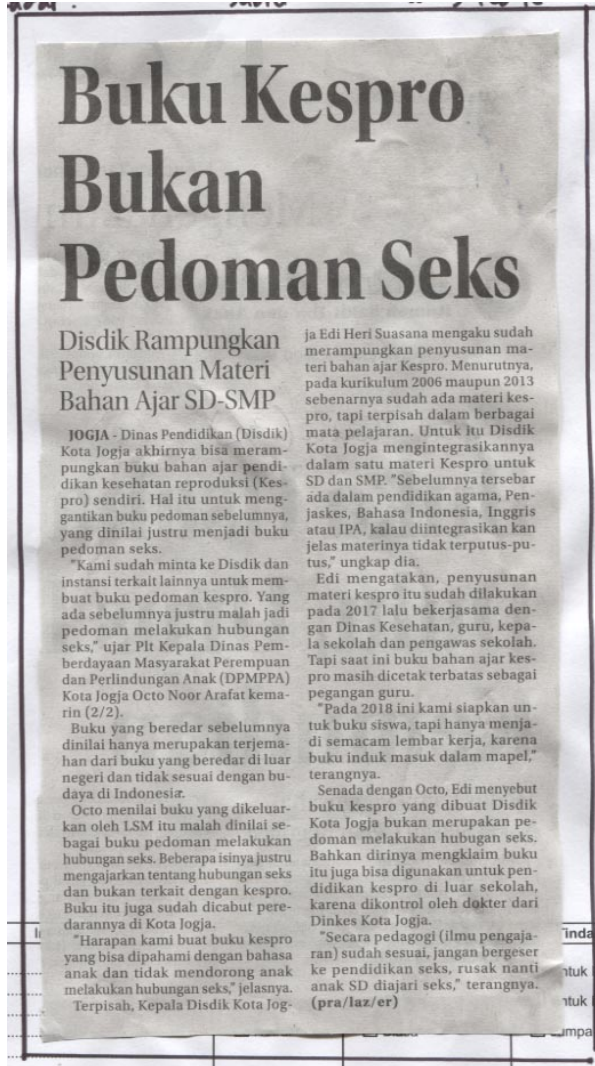 Buku Kespro
Bukan
Pedoman Seks
Disdik Rampungkan
Penyusunan Materi
Bahan Ajar SD-SMP
JOGJA - Dinas Pendidikan (Disdik)
Kota Jogja akhirnya bisa meram-
pungkan buku bahan ajar pendi-
dikan kesehatan reproduksi (Kes-
pro) sendiri. Hal itu untuk meng-
gantikan buku pedoman sebelumnya,
yang dinilai justru menjadi buku
pedoman seks.
"Kami sudah minta ke Disdik dan
instansi terkait lainnya untuk mem-
buat buku pedoman kespro. Yang
ada sebelumnya justru malah jadi
pedoman melakukan hubungan
seks," ujar Plt Kepala Dinas Pem-
berdayaan Masyarakat Perempuan
dan Perlindungan Anak (DPMPPA)
Kota Jogja Octo Noor Arafat kema-
rin (2/2).
Buku yang beredar sebelumnya
dinilai hanya merupakan terjema-
han dari buku yang beredar di luar
negeri dan tidak sesuai dengan bu-
daya di Indonesia.
Octo menilai buku yang dikeluar-
kan oleh LSM itu malah dinilai se-
bagai buku pedoman melakukan
hubungan seks. Beberapa isinya justru
mengajarkan tentang hubungan seks
dan bukan terkait dengan kespro.
Buku itu juga sudah dicabut pere-
darannya di Kota Jogja.
"Harapan kami buat buku kespro
yang bisa dipahami dengan bahasa
anak dan tidak mendorong anak
melakukan hubungan seks," jelasnya.
Terpisah, Kepala Disdik Kota Jog-
ja Edi Heri Suasana mengaku sudah
merampungkan penyusunan ma-
teri bahan ajar Kespro. Menurutnya,
pada kurikulum 2006 maupun 2013
sebenarnya sudah ada materi kes-
pro, tapi terpisah dalam berbagai
mata pelajaran. Untuk itu Disdik
Kota Jogja mengintegrasikannya
dalam satu materi Kespro untuk
SD dan SMP. "Sebelumnya tersebar
ada dalam pendidikan agama, Pen-
jaskes, Bahasa Indonesia, Inggris
atau IPA, kalau diintegrasikan kan
jelas materinya tidak terputus-pu-
tus," ungkap dia.
Edi mengatakan, penyusunan
materi kespro itu sudah dilakukan
pada 2017 lalu bekerjasama den-
gan Dinas Kesehatan, guru, kepa-
la sekolah dan pengawas sekolah.
Tapi saat ini buku bahan ajar kes-
pro masih dicetak terbatas sebagai
pegangan guru.
"Pada 2018 ini kami siapkan un-
tuk buku siswa, tapi hanya menja-
di semacam lembar kerja, karena
buku induk masuk dalam mapel,"
terangnya.
Senada dengan Octo, Edi menyebut
buku kespro yang dibuat Disdik
Kota Jogja bukan merupakan pe-
doman melakukan hubugan seks.
Bahkan dirinya mengklaim buku
itu juga bisa digunakan untuk pen-
didikan kespro di luar sekolah,
karena dikontrol oleh dokter dari
Dinkes Kota Jogja.
"Secara pedagogi (ilmu pengaja-
ran) sudah sesuai, jangan bergeser
ke pendidikan seks, rusak nanti
anak SD diajari seks," terangnya.
(pra/laz/er)